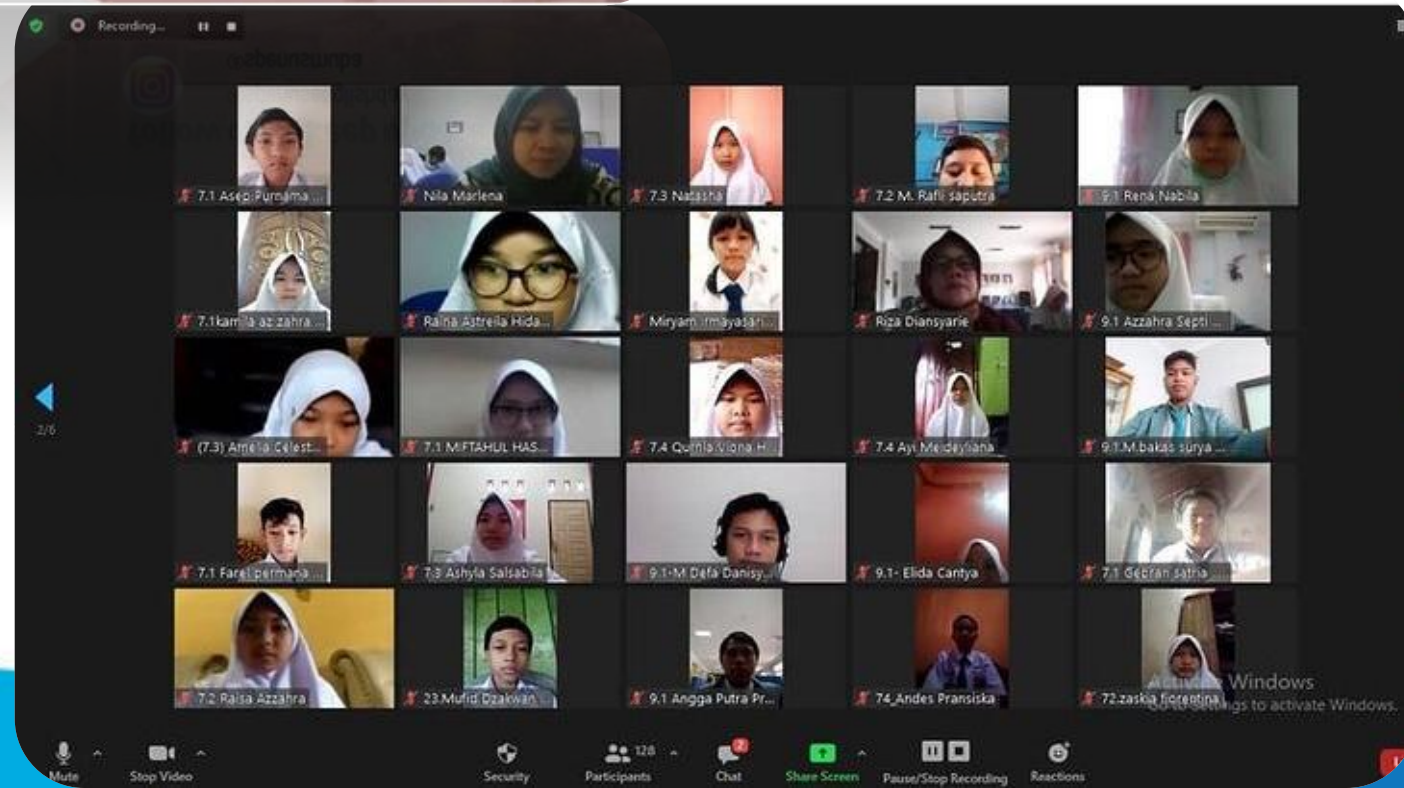 Recording...
7.1 Asep Purnama ...
Nila Marlena
7.3 Natasha
7.2 M. Rafli saputra
9.1 Rena Nabila
7.1kamila az zahra ...
Raina Astreila Hida...
Miryam Irmayasari...
Riza Diansyarie
9.1 Azzahra Septi ...
(7.3) Amelia Celest...
7.1 MIFTAHUL HAS...
7.4 Viona H...
7.4 Ayu Meideyliana
9.1.M.bakas surya ...
7.1 Farel permana ...
7.3 Ashyla Salsabila
9.1-M Defa Danisy...
9.1- Elida Cantya
7.1 Gebran satria
7.2 Raisa Azzahra
23.Mufid Dzakwan ...
9.1 Angga Putra Pr...
74_Andes Pransiska
72.zaskia fiorentina
2/6
Activate Windows
Go to Settings to activate Windows.
Mute
Stop Video
Security
Participants
128
Chat
2
Share Screen
Pause/Stop Recording
Reactions